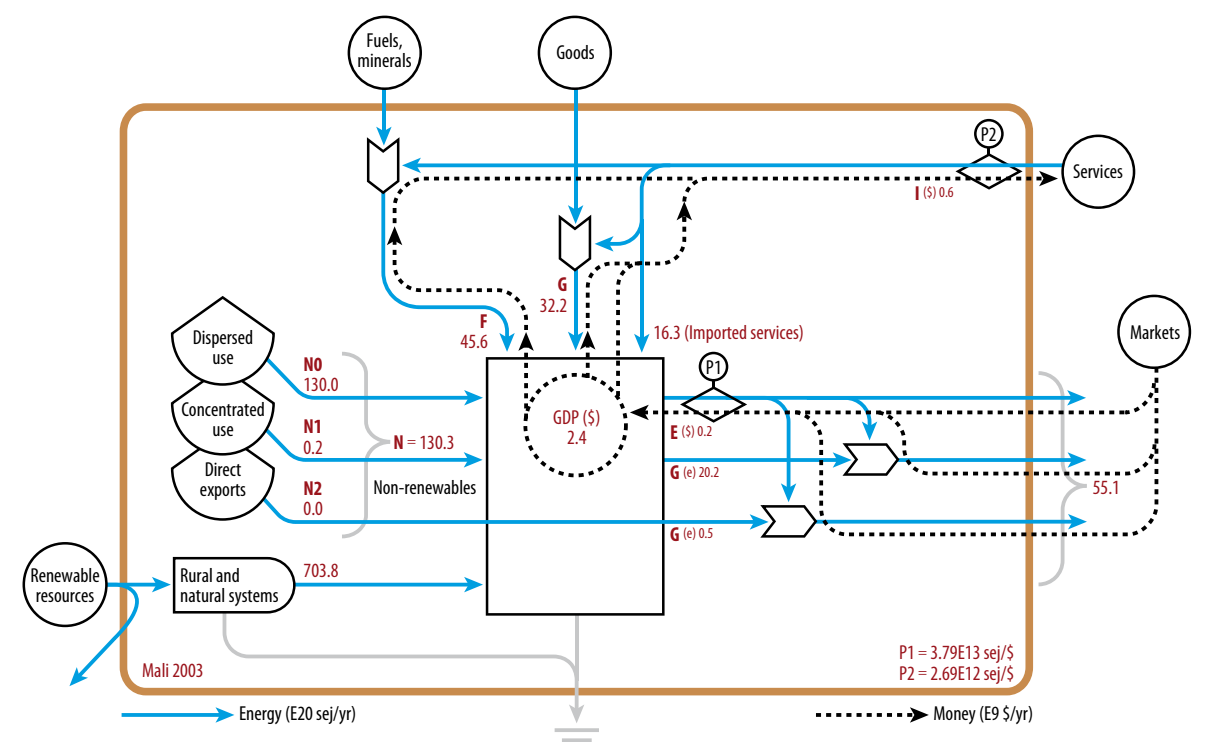 Fuels,
minerals
Goods
P2
Services
I ($) 0.6
G
32.2
F
45.6
16.3 (Imported services)
Markets
P1
Dispersed
use
N0
130.0
GDP ($)
2.4
E ($) 0.2
Concentrated
use
N1
0.2
N = 130.3
G (e) 20.2
Direct
exports
N2
0.0
Non-renewables
55.1
G (e) 0.5
Renewable
resources
Rural and
natural systems
703.8
Mali 2003
P1 = 3.79E13 sej/$
P2 = 2.69E12 sej/$
Energy (E20 sej/yr)
Money (E9 $/yr)